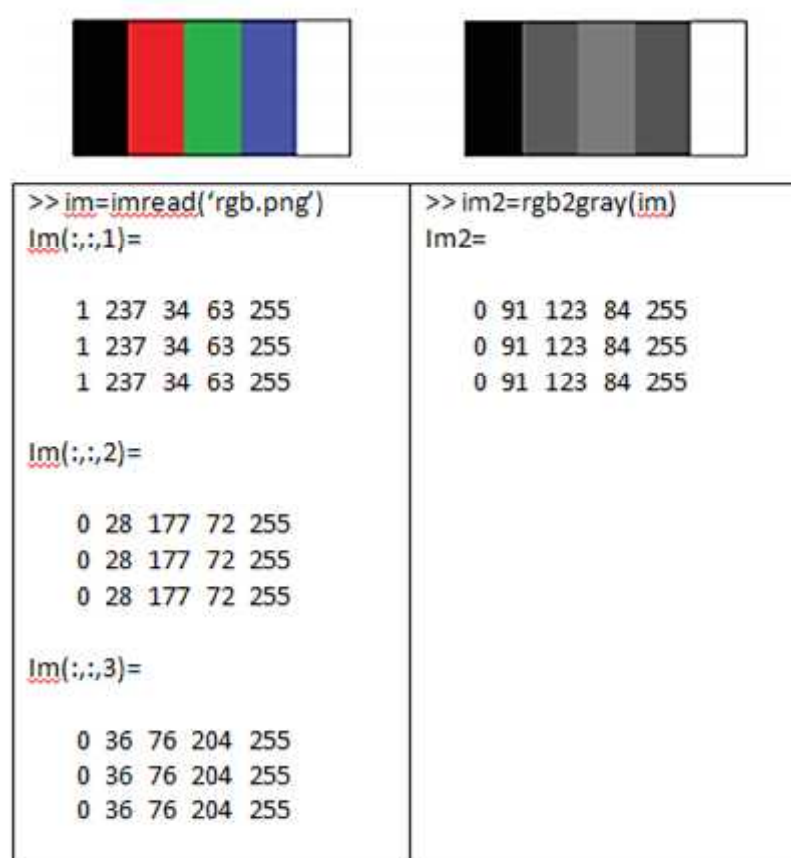 >> im=imread(‘rgb.png’)
Im(:,:,1)=
1 237 34 63 255
1 237 34 63 255
1 237 34 63 255
Im(:,:,2)=
0 28 177 72 255
0 28 177 72 255
0 28 177 72 255
Im(:,:,3)=
0 36 76 204 255
0 36 76 204 255
0 36 76 204 255
>> im2=rgb2gray(im)
Im2=
0 91 123 84 255
0 91 123 84 255
0 91 123 84 255